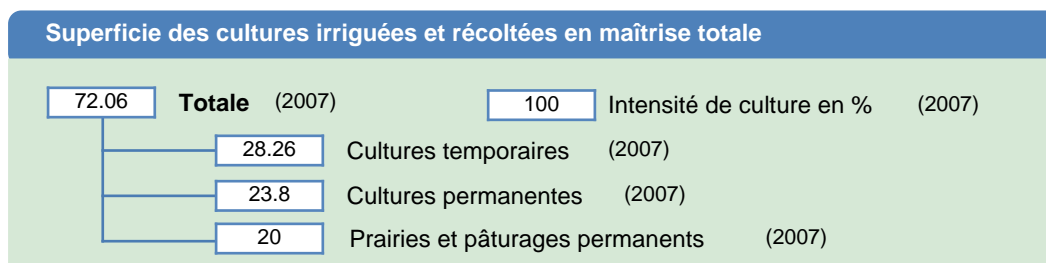 Superficie des cultures irriguées et récoltées en maîtrise totale
72.06 Totale (2007) 100 Intensité de culture en % (2007)
28.26 Cultures temporaires (2007)
23.8 Cultures permanentes (2007)
20 Prairies et pâturages permanents (2007)